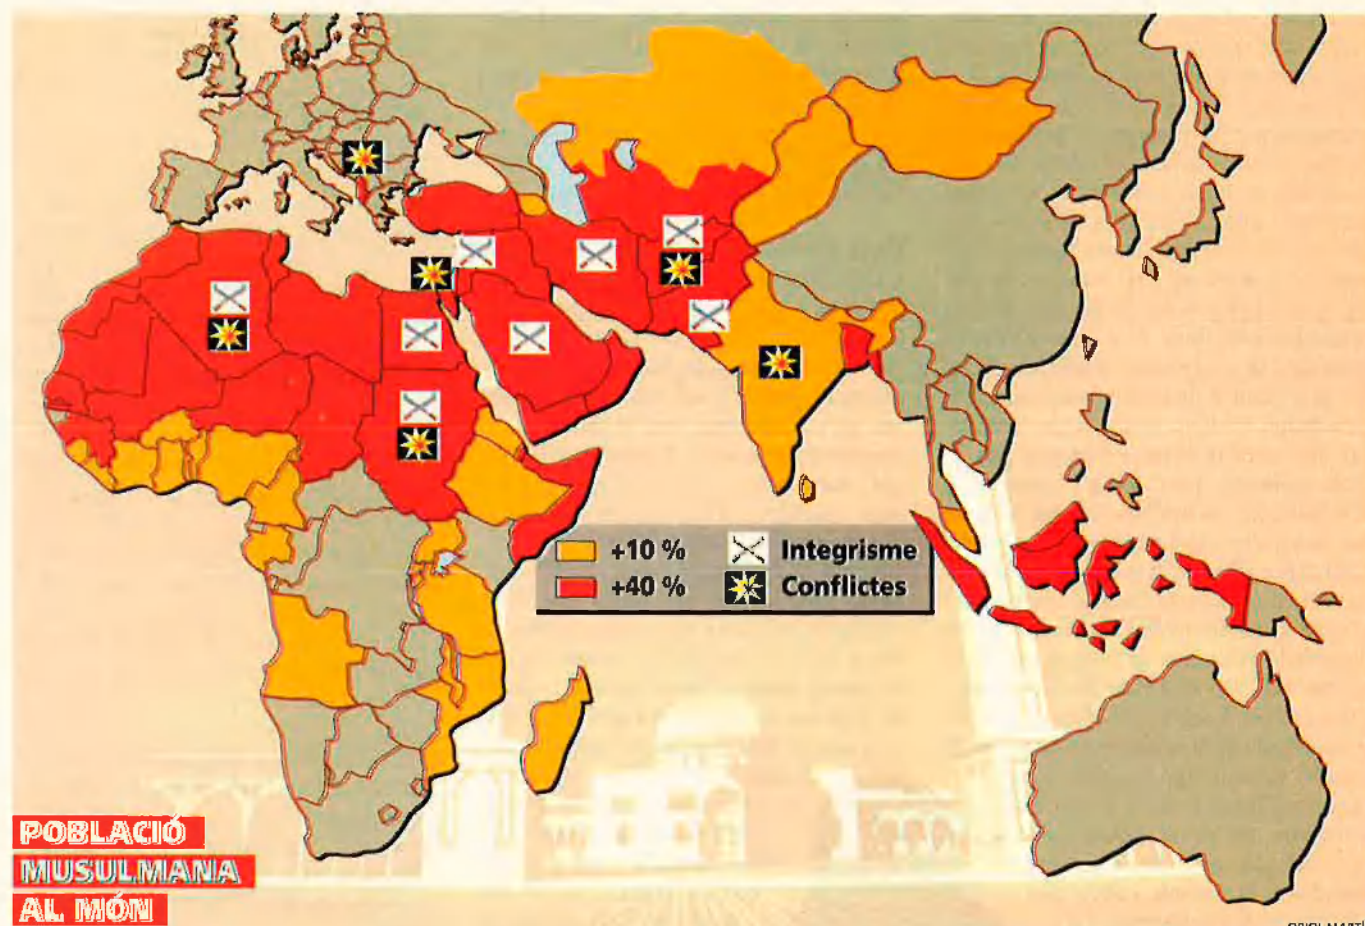 +10 % Integrisme
+40 % Conflictes
POBLACIÓ
MUSULMANA
AL MÓN